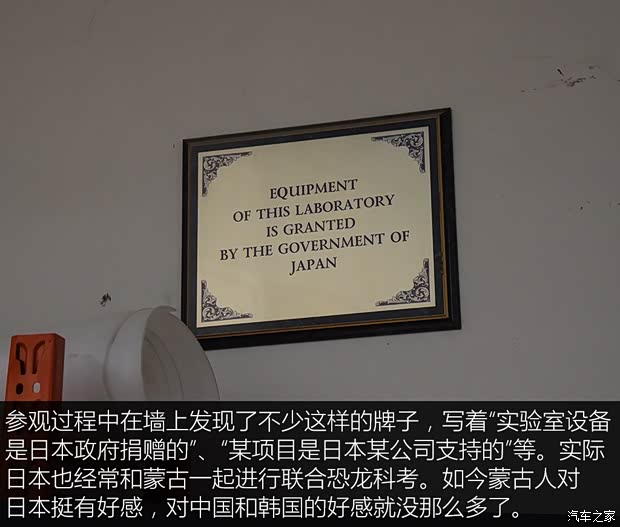 EQUIPMENT
OF THIS LABORATORY
IS GRANTED
BY THE GOVERNMENT OF
JAPAN
参观过程中在墙上发现了不少这样的牌子，写着“实验室设备
是日本政府捐赠的”、“某项目是日本某公司支持的”等。实际
日本也经常和蒙古一起进行联合恐龙科考。如今蒙古人对
日本挺有好感，对中国和韩国的好感就没那么多了。
汽车之家